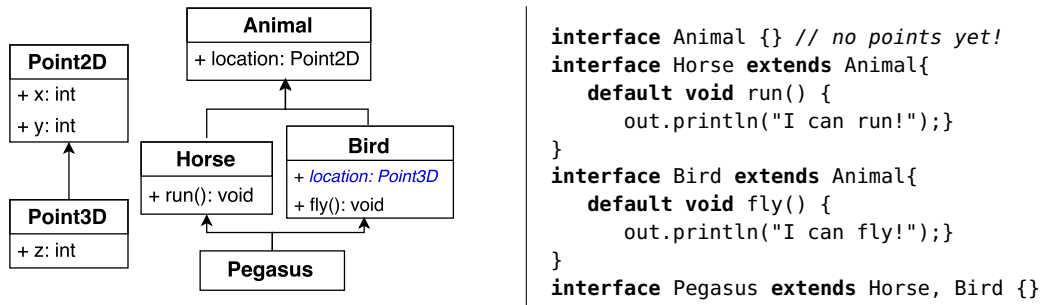 Animal
+ location: Point2D
Point2D
+ x: int
+ y: int
Horse
+ run(): void
Bird
+ location: Point3D
+ fly(): void
Point3D
+ z: int
Pegasus
interface Animal {} // no points yet!
interface Horse extends Animal{
default void run() {
out.println("I can run!");}
}
interface Bird extends Animal{
default void fly() {
out.println("I can fly!");}
}
interface Pegasus extends Horse, Bird {}